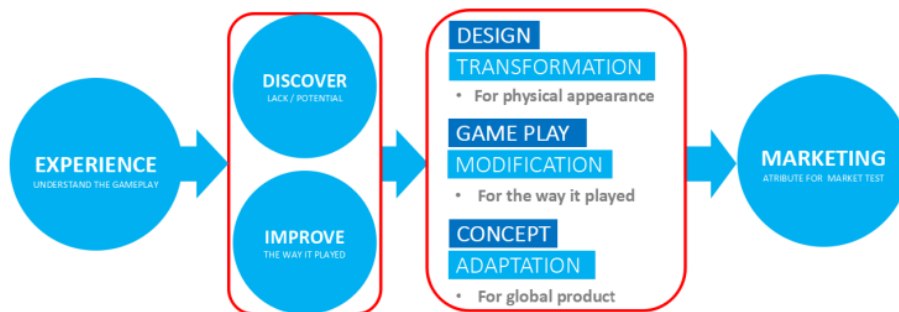 EXPERIENCE
UNDERSTAND THE GAMEPLAY
DISCOVER
LACK / POTENTIAL
IMPROVE
THE WAY IT PLAYED
DESIGN
TRANSFORMATION
• For physical appearance
GAME PLAY
MODIFICATION
• For the way it played
CONCEPT
ADAPTATION
• For global product
MARKETING
ATRIBUTE FOR MARKET TEST